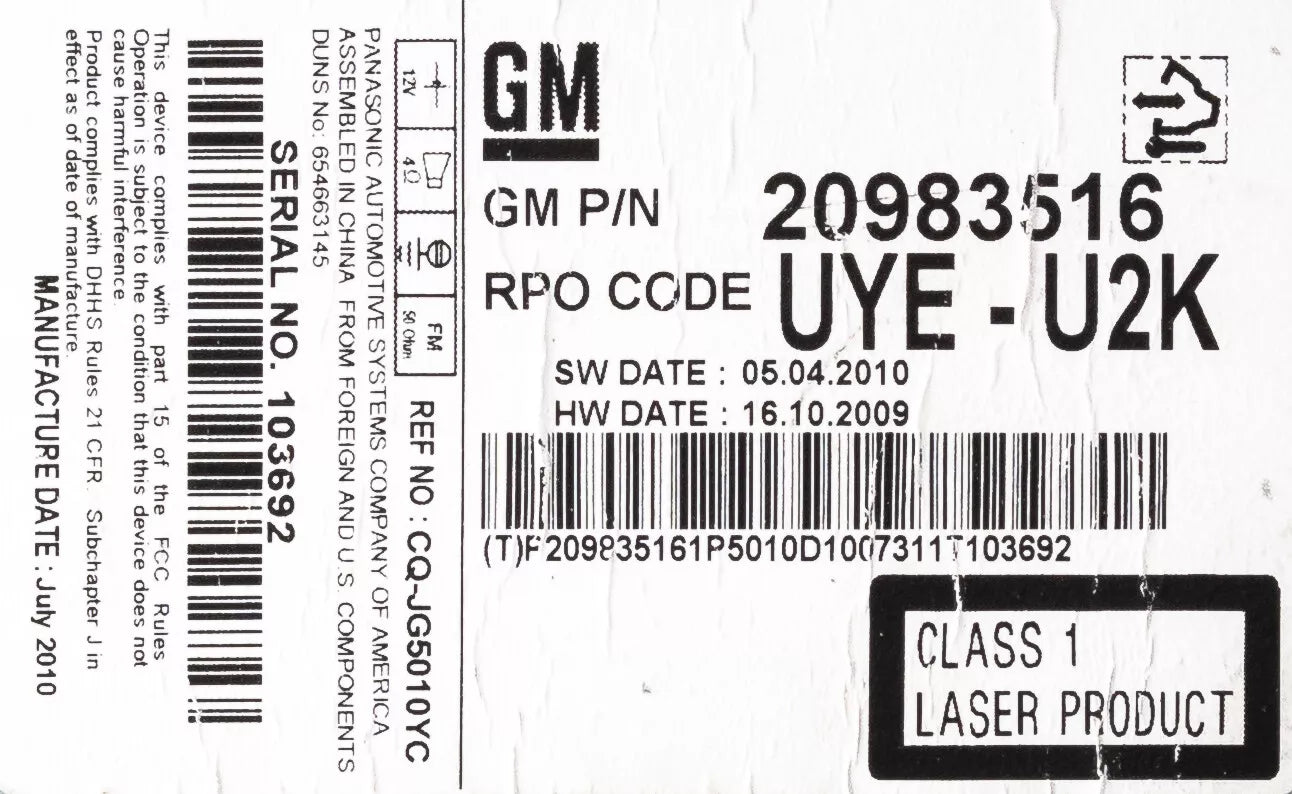 GM
GM P/N 20983516
RPO CODE UYE - U2K
SW DATE : 05.04.2010
HW DATE : 16.10.2009
(T)P209835161P5010D1007311T103692
CLASS 1
LASER PRODUCT
12V
4Ω
FM
50 Ohm
REF NO : CQ-JG5010YC
PANASONIC AUTOMOTIVE SYSTEMS COMPANY OF AMERICA
ASSEMBLED IN CHINA FROM FOREIGN AND U.S. COMPONENTS
DUNS No: 654663145
SERIAL NO. 103692
This device complies with part 15 of the FCC Rules
Operation is subject to the condition that this device does not
cause harmful interference.
Product complies with DHHS Rules 21 CFR. Subchapter J in
effect as of date of manufacture.
MANUFACTURE DATE : July 2010